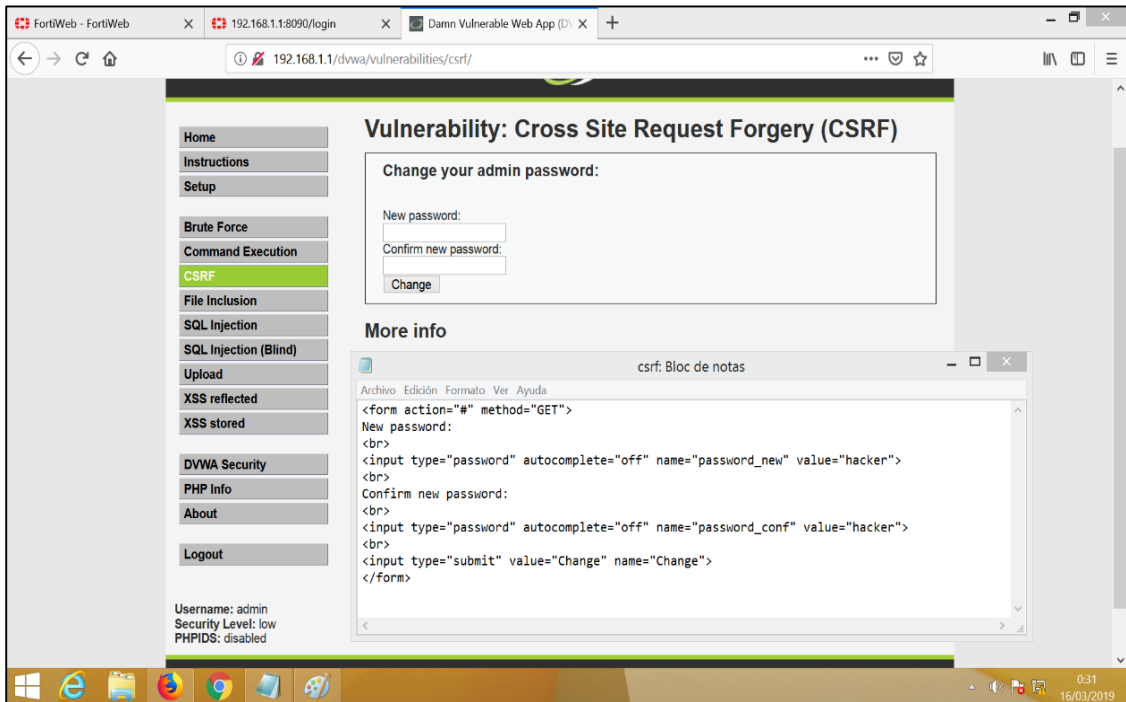 FortiWeb - FortiWeb
192.168.1.1:8090/login
Damn Vulnerable Web App (DV
192.168.1.1/dvwa/vulnerabilities/csrf/
Home
Instructions
Setup
Brute Force
Command Execution
CSRF
File Inclusion
SQL Injection
SQL Injection (Blind)
Upload
XSS reflected
XSS stored
DVWA Security
PHP Info
About
Logout
Username: admin
Security Level: low
PHPIDS: disabled
Vulnerability: Cross Site Request Forgery (CSRF)
Change your admin password:
New password:
Confirm new password:
Change
More info
csrf: Bloc de notas
Archivo Edición Formato Ver Ayuda
<form action="#" method="GET">
New password:
<br>
<input type="password" autocomplete="off" name="password_new" value="hacker">
<br>
Confirm new password:
<br>
<input type="password" autocomplete="off" name="password_conf" value="hacker">
<br>
<input type="submit" value="Change" name="Change">
</form>
0:31
16/03/2019